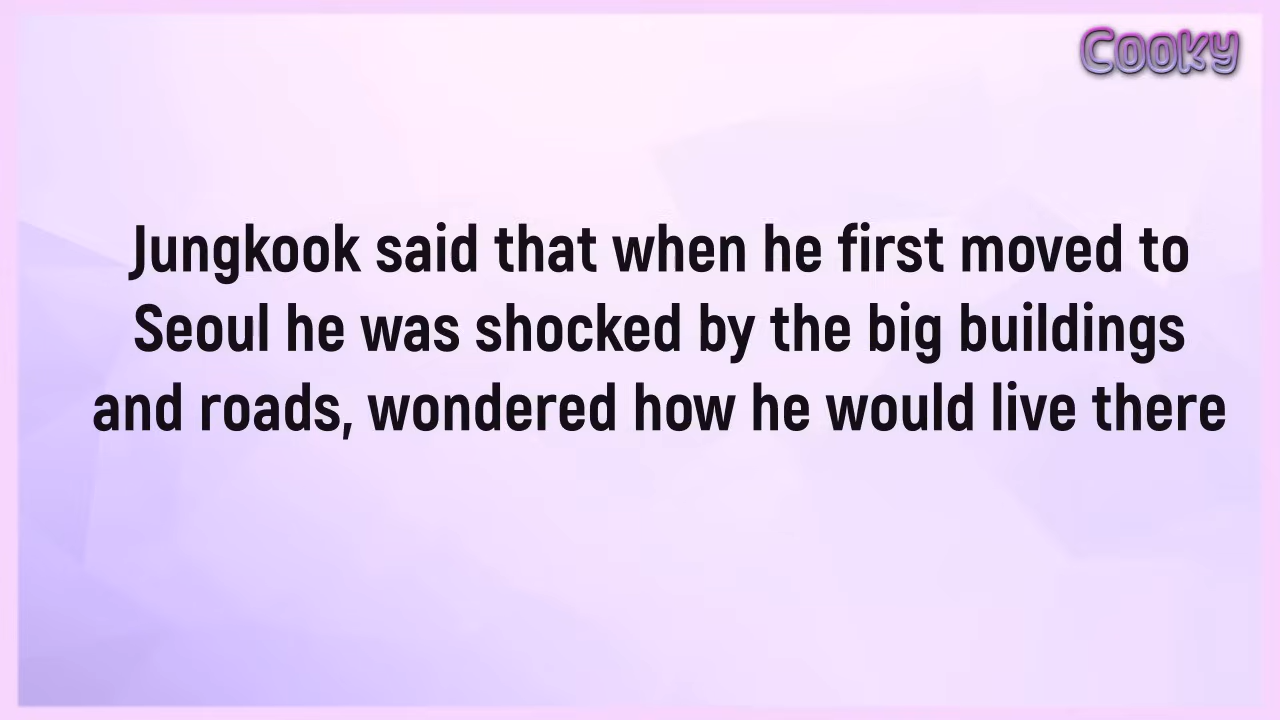 Cooky
Jungkook said that when he first moved to
Seoul he was shocked by the big buildings
and roads, wondered how he would live there